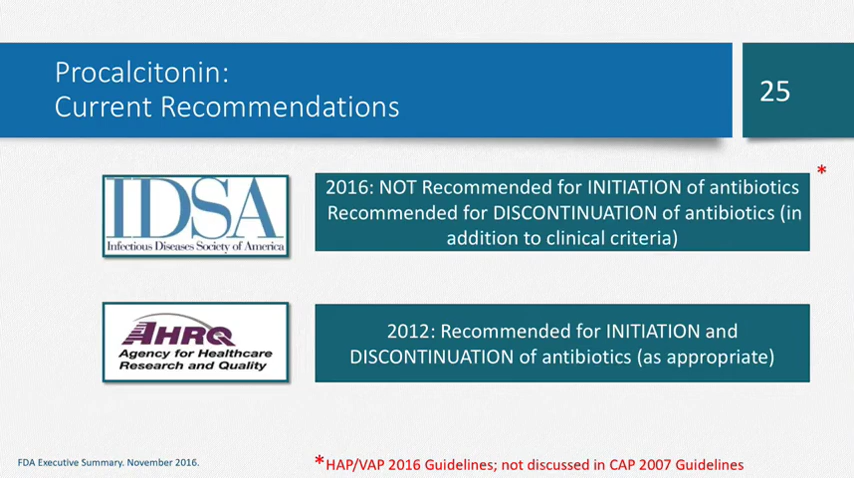 Procalcitonin:
Current Recommendations
25
IDSA
Infectious Diseases Society of America
2016: NOT Recommended for INITIATION of antibiotics
Recommended for DISCONTINUATION of antibiotics (in
addition to clinical criteria)
*
AHRQ
Agency for Healthcare
Research and Quality
2012: Recommended for INITIATION and
DISCONTINUATION of antibiotics (as appropriate)
FDA Executive Summary. November 2016.
*HAP/VAP 2016 Guidelines; not discussed in CAP 2007 Guidelines